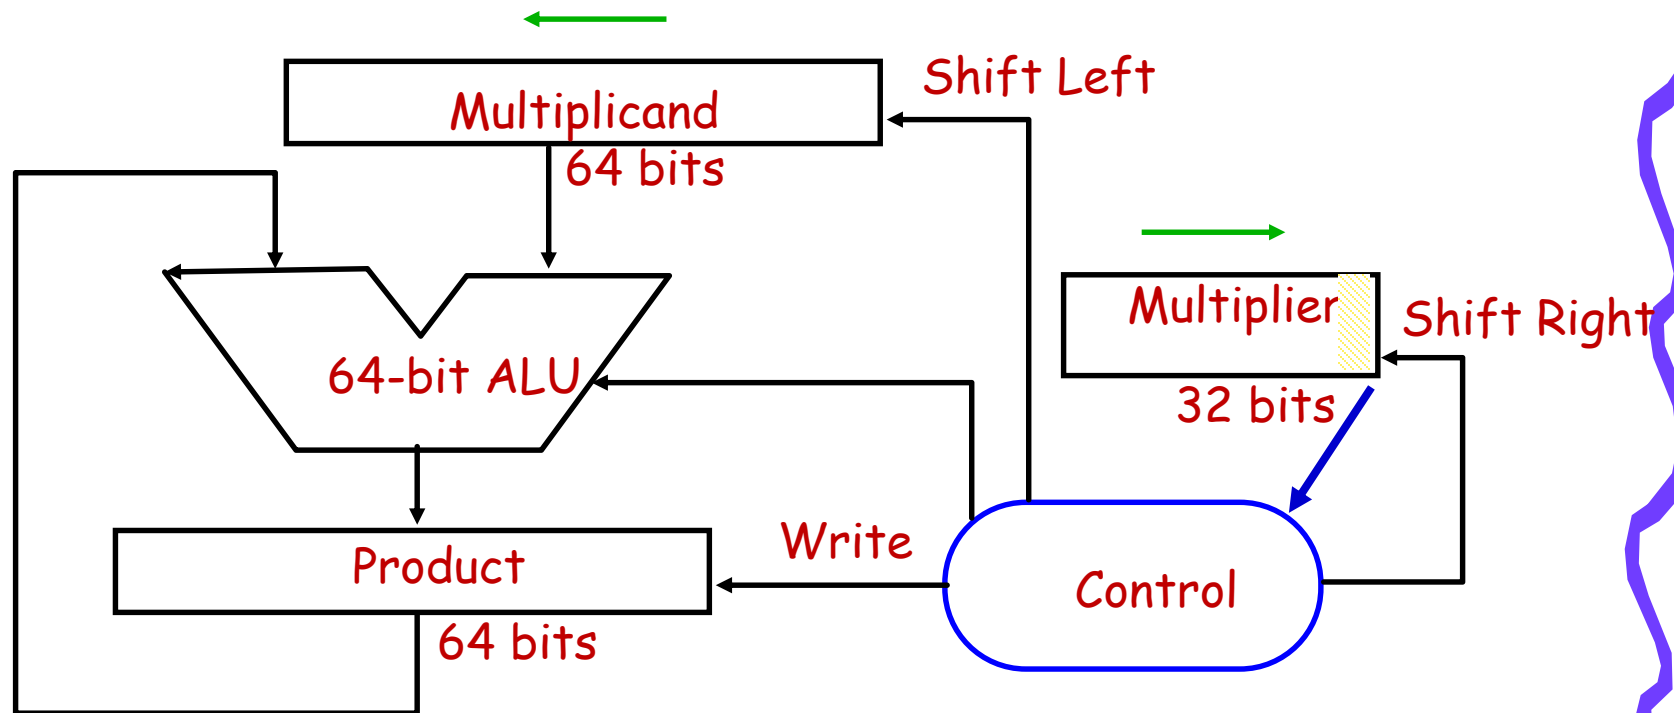 Shift Left
Multiplicand
64 bits
Multiplier
Shift Right
64-bit ALU
32 bits
Write
Product
Control
64 bits